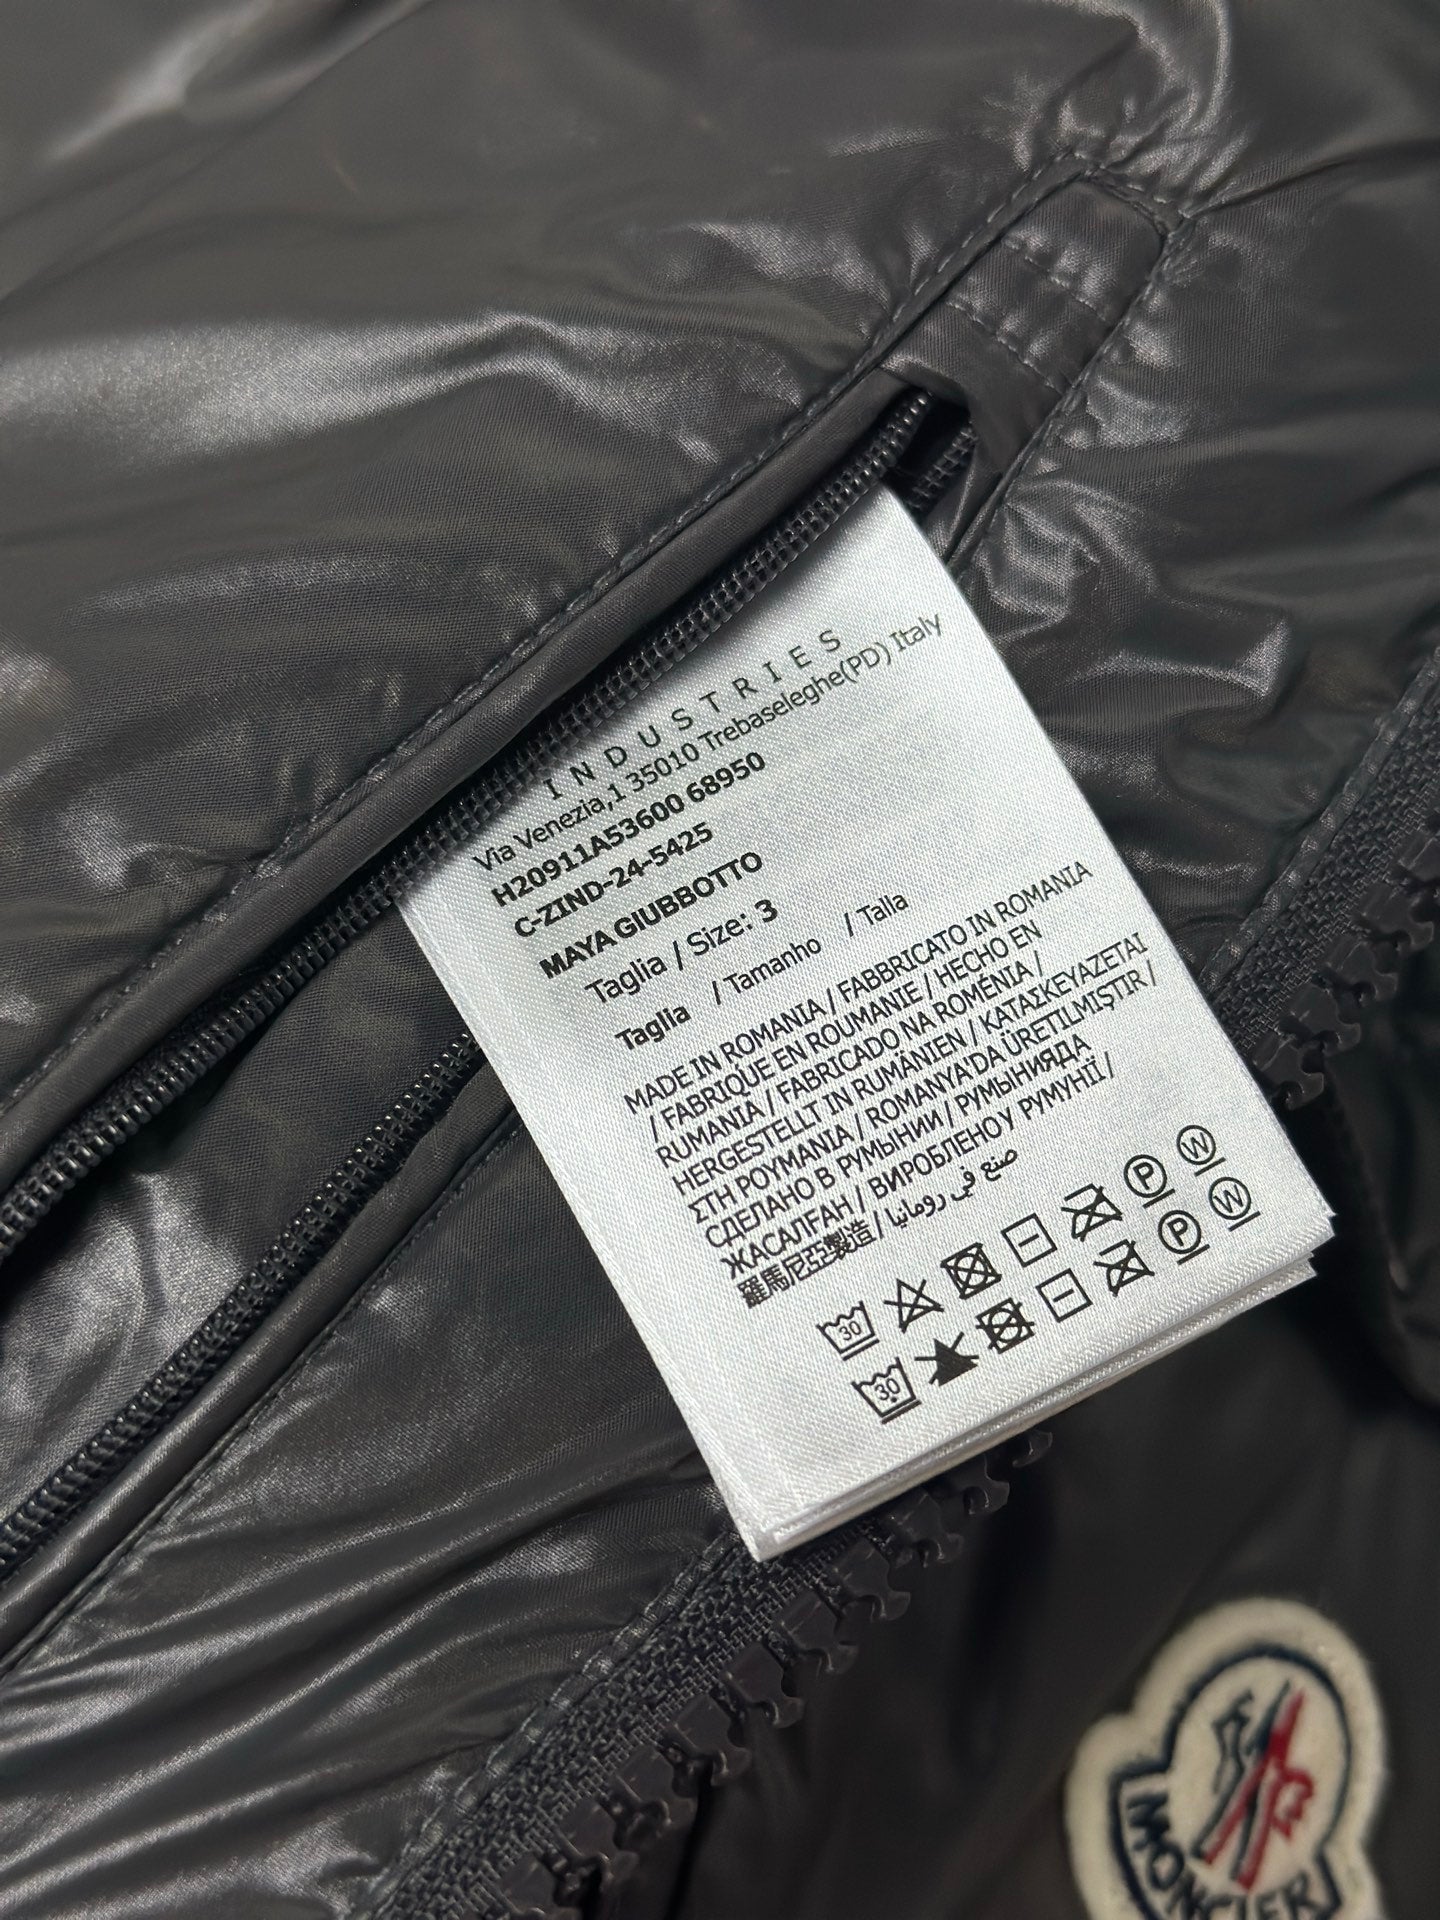 INDUSTRIES
Via Venezia,1 35010 Trebaseleghe(PD) Italy
H20911A53600 68950
C-ZIND-24-5425
MAYA GIUBBOTTO
Taglia / Size: 3
Taglia / Tamanho / Talla
MADE IN ROMANIA / FABBRICATO IN ROMANIA
/ FABRIQUE EN ROUMANIE / HECHO EN
RUMANIA / FABRICADO NA ROMÉNIA /
HERGESTELLT IN RUMÄNIEN / ΚΑΤΑΣΚΕΥΑΖΕΤΑΙ
ΣΤΗ ΡΟΥΜΑΝΙΑ / ROMANYA'DA ÜRETILMIŞTIR /
СДЕЛАНО В РУМЫНИИ / РУМЫНИЯДА
ЖАСАЛҒАН / ВИРОБЛЕНО У РУМУНІЇ /
羅馬尼亞製造 / صنع في رومانيا
30 P W
30 P W
MONCLER